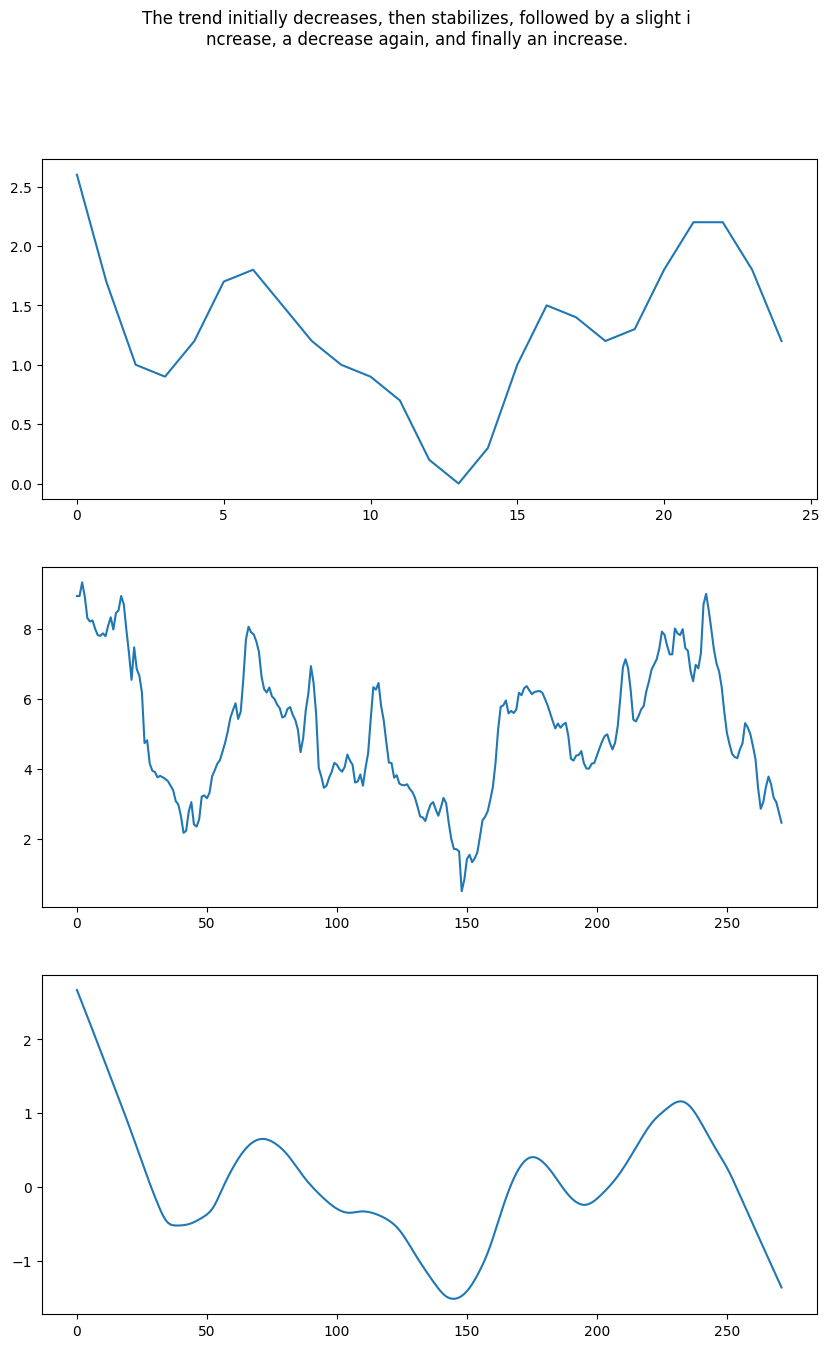 The trend initially decreases, then stabilizes, followed by a slight i
ncrease, a decrease again, and finally an increase.
2.5
2.0
1.5
1.0
0.5
0.0
0 5 10 15 20 25
8
6
4
2
0 50 100 150 200 250
2
1
0
−1
0 50 100 150 200 250